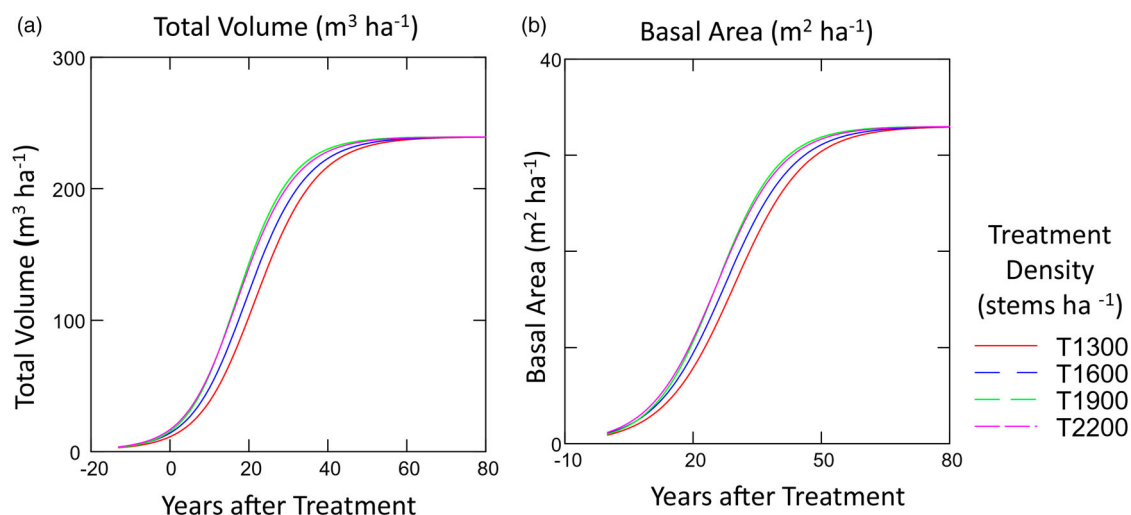 (a)
Total Volume (m³ ha⁻¹)
300
200
100
0
-20
0
20
40
60
80
Total Volume (m³ ha⁻¹)
Years after Treatment
(b)
Basal Area (m² ha⁻¹)
40
0
-10
20
50
80
Basal Area (m² ha⁻¹)
Years after Treatment
Treatment
Density
(stems ha ⁻¹)
T1300
T1600
T1900
T2200